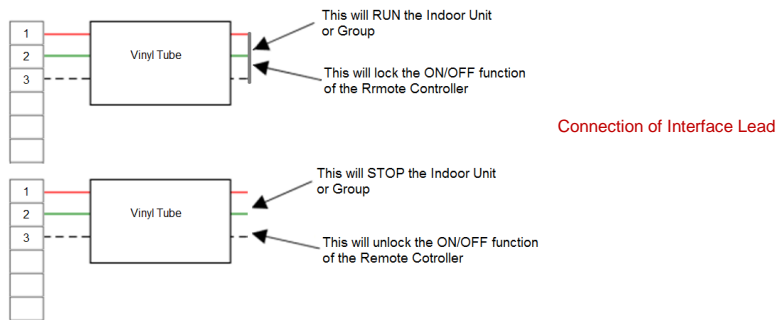 This will RUN the Indoor Unit
or Group
1
2
3
Vinyl Tube
This will lock the ON/OFF function
of the Rrmote Controller
Connection of Interface Lead
This will STOP the Indoor Unit
or Group
1
2
3
Vinyl Tube
This will unlock the ON/OFF function
of the Remote Cotroller